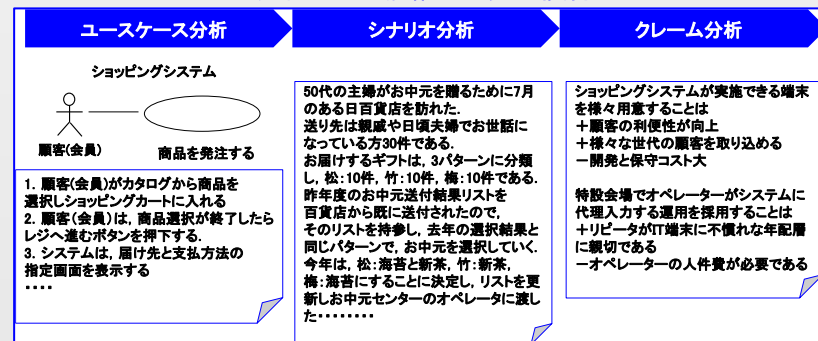 ユースケース分析
シナリオ分析
クレーム分析
ショッピングシステム
顧客(会員)
商品を発注する
1. 顧客(会員)がカタログから商品を
選択しショッピングカートに入れる
2. 顧客(会員)は, 商品選択が終了したら
レジへ進むボタンを押下する.
3. システムは, 届け先と支払方法の
指定画面を表示する
････
50代の主婦がお中元を贈るために7月
のある日百貨店を訪れた.
送り先は親戚や日頃夫婦でお世話に
なっている方30件である.
お届けするギフトは, 3パターンに分類
し, 松:10件, 竹:10件, 梅:10件である.
昨年度のお中元送付結果リストを
百貨店から既に送付されたので,
そのリストを持参し, 去年の選択結果と
同じパターンで, お中元を選択していく.
今年は, 松:海苔と新茶, 竹:新茶,
梅:海苔にすることに決定し, リストを更
新しお中元センターのオペレータに渡し
た････････
ショッピングシステムが実施できる端末
を様々用意することは
＋顧客の利便性が向上
＋様々な世代の顧客を取り込める
－開発と保守コスト大
特設会場でオペレーターがシステムに
代理入力する運用を採用することは
＋リピータがIT端末に不慣れな年配層
に親切である
－オペレーターの人件費が必要である